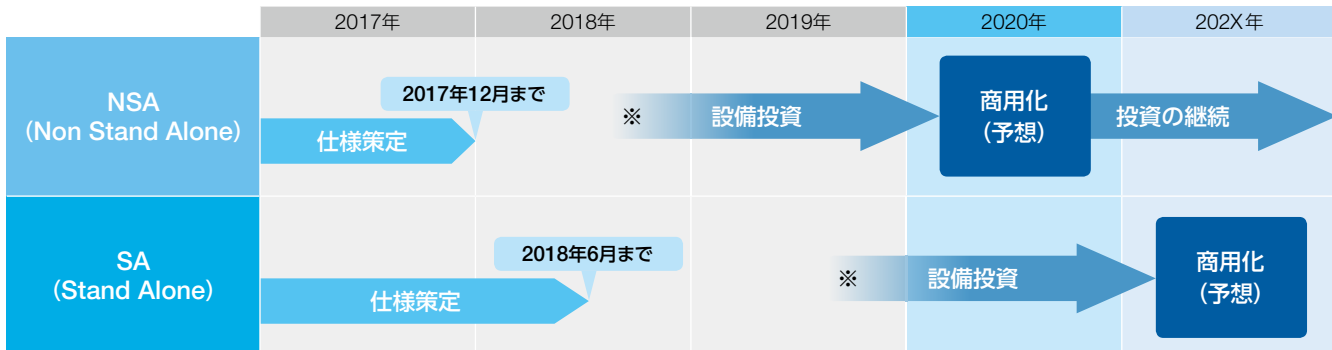 2017年
2018年
2019年
2020年
202X年
NSA
(Non Stand Alone)
2017年12月まで
仕様策定
※
設備投資
商用化
(予想)
投資の継続
SA
(Stand Alone)
2018年6月まで
仕様策定
※
設備投資
商用化
(予想)